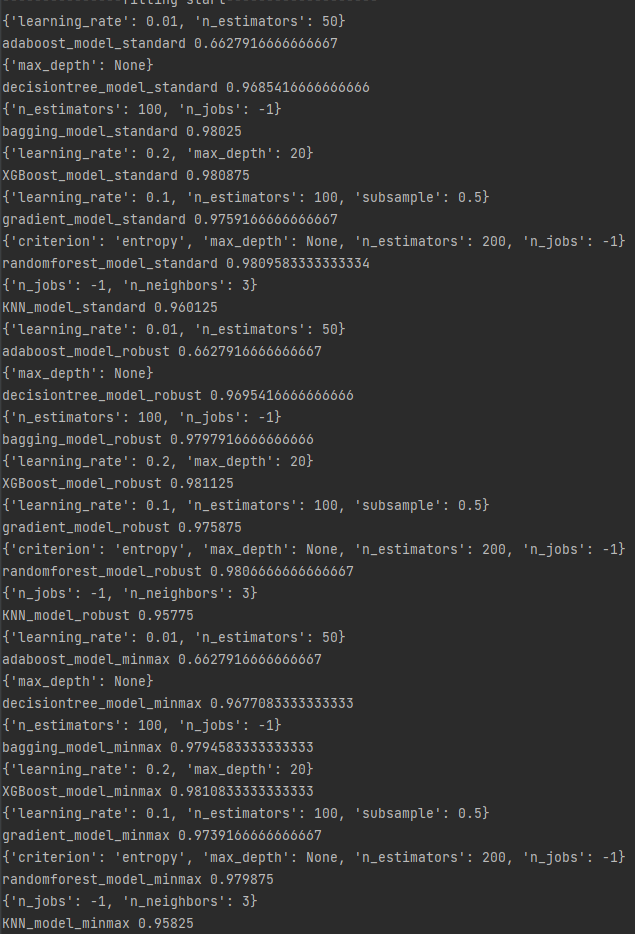 --------------filling start---------------------
{'learning_rate': 0.01, 'n_estimators': 50}
adaboost_model_standard 0.6627916666666667
{'max_depth': None}
decisiontree_model_standard 0.9685416666666666
{'n_estimators': 100, 'n_jobs': -1}
bagging_model_standard 0.98025
{'learning_rate': 0.2, 'max_depth': 20}
XGBoost_model_standard 0.980875
{'learning_rate': 0.1, 'n_estimators': 100, 'subsample': 0.5}
gradient_model_standard 0.9759166666666667
{'criterion': 'entropy', 'max_depth': None, 'n_estimators': 200, 'n_jobs': -1}
randomforest_model_standard 0.9809583333333334
{'n_jobs': -1, 'n_neighbors': 3}
KNN_model_standard 0.960125
{'learning_rate': 0.01, 'n_estimators': 50}
adaboost_model_robust 0.6627916666666667
{'max_depth': None}
decisiontree_model_robust 0.9695416666666666
{'n_estimators': 100, 'n_jobs': -1}
bagging_model_robust 0.9797916666666666
{'learning_rate': 0.2, 'max_depth': 20}
XGBoost_model_robust 0.981125
{'learning_rate': 0.1, 'n_estimators': 100, 'subsample': 0.5}
gradient_model_robust 0.975875
{'criterion': 'entropy', 'max_depth': None, 'n_estimators': 200, 'n_jobs': -1}
randomforest_model_robust 0.9806666666666667
{'n_jobs': -1, 'n_neighbors': 3}
KNN_model_robust 0.95775
{'learning_rate': 0.01, 'n_estimators': 50}
adaboost_model_minmax 0.6627916666666667
{'max_depth': None}
decisiontree_model_minmax 0.9677083333333333
{'n_estimators': 100, 'n_jobs': -1}
bagging_model_minmax 0.9794583333333333
{'learning_rate': 0.2, 'max_depth': 20}
XGBoost_model_minmax 0.9810833333333333
{'learning_rate': 0.1, 'n_estimators': 100, 'subsample': 0.5}
gradient_model_minmax 0.9739166666666667
{'criterion': 'entropy', 'max_depth': None, 'n_estimators': 200, 'n_jobs': -1}
randomforest_model_minmax 0.979875
{'n_jobs': -1, 'n_neighbors': 3}
KNN_model_minmax 0.95825